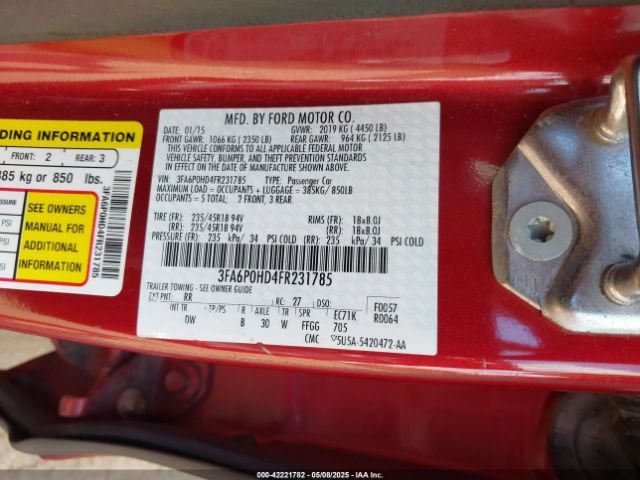 DING INFORMATION
FRONT: 2 REAR: 3
385 kg or 850 lbs.
SEE OWNERS
MANUAL FOR
ADDITIONAL
INFORMATION
3FA6P0HD4FR231785
MFD. BY FORD MOTOR CO.
DATE: 01/15 GVWR: 2019 KG ( 4450 LB)
FRONT GAWR: 1066 KG ( 2350 LB) REAR GAWR: 964 KG ( 2125 LB)
THIS VEHICLE CONFORMS TO ALL APPLICABLE FEDERAL MOTOR
VEHICLE SAFETY, BUMPER, AND THEFT PREVENTION STANDARDS
IN EFFECT ON THE DATE OF MANUFACTURE SHOWN ABOVE.
VIN: 3FA6P0HD4FR231785 TYPE: Passenger Car
MAXIMUM LOAD = OCCUPANTS + LUGGAGE = 385KG / 850LB
OCCUPANTS = 5 TOTAL: 2 FRONT, 3 REAR
TIRE (FR): 235/45R18 94V RIMS (FR): 18x8.0J
(RR): 235/45R18 94V (RR): 18x8.0J
PRESSURE (FR): 235 kPa/ 34 PSI COLD (RR): 235 kPa/ 34 PSI COLD
3FA6P0HD4FR231785
TRAILER TOWING - SEE OWNER GUIDE
EXT PNT: RR RC: 27 DSO: F0057
INT TR TP/PS R AXLE TR SPR EC71K R0064
DW B 30 W FFGG 705
CMC ▽5U5A-5420472-AA
000-42221782 05/08/2025 IAAI.COM